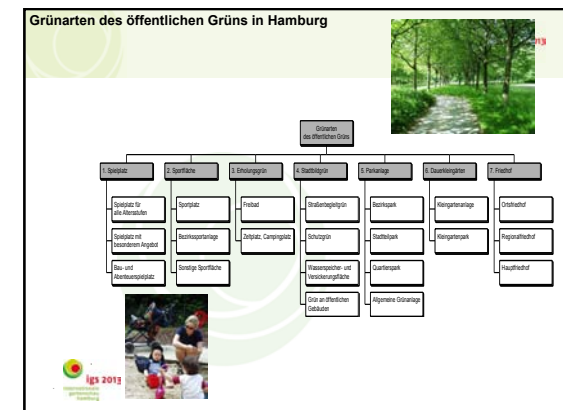 Grünarten des öffentlichen Grüns in Hamburg
Grünarten
des öffentlichen Grüns
1. Spielplatz
2. Sportfläche
3. Erholungsgrün
4. Stadtbildgrün
5. Parkanlage
6. Dauerkleingärten
7. Friedhof
Spielplatz für
alle Altersstufen
Sportplatz
Freibad
Straßenbegleitgrün
Bezirkspark
Kleingartenanlage
Ortsfriedhof
Spielplatz mit
besonderem Angebot
Bezirkssportanlage
Zeltplatz, Campingplatz
Schutzgrün
Stadtteilpark
Kleingartenpark
Regionalfriedhof
Bau- und
Abenteuerspielplatz
Sonstige Sportfläche
Wasserspeicher- und
Versickerungsfläche
Quartierspark
Hauptfriedhof
Grün an öffentlichen
Gebäuden
Allgemeine Grünanlage
igs 2013
internationale
gartenschau
hamburg